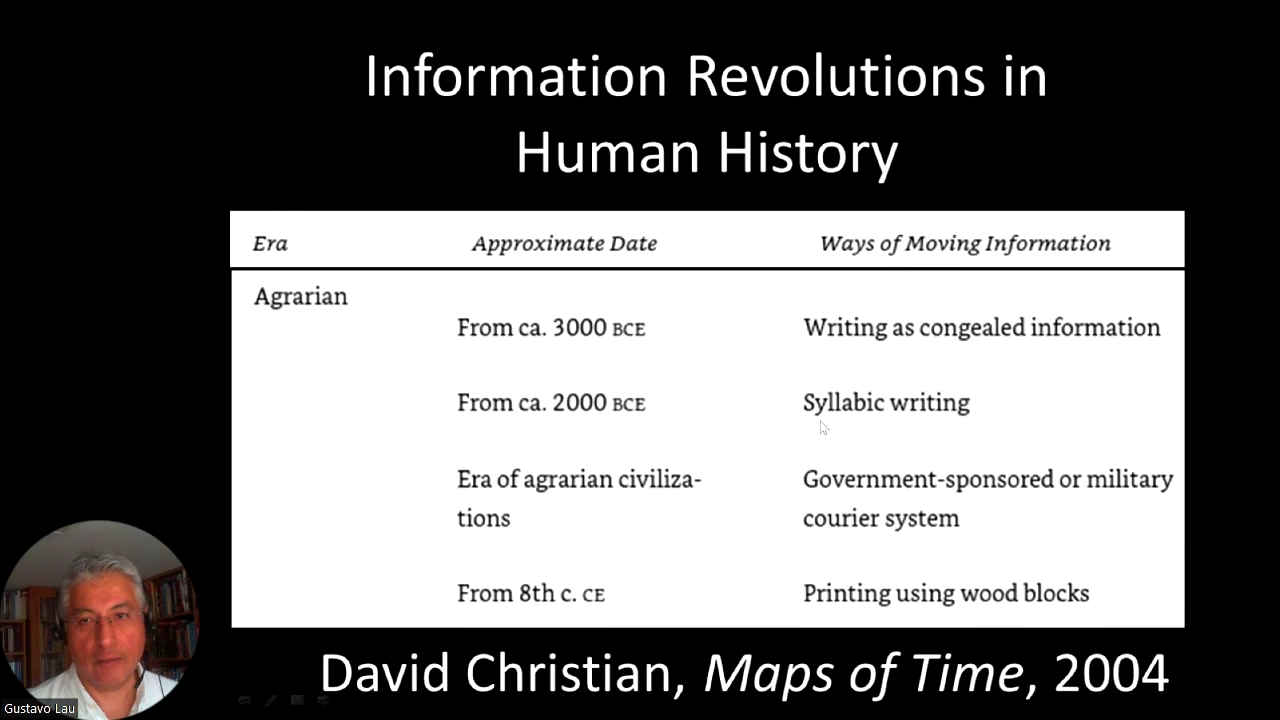 Information Revolutions in
Human History
Era Approximate Date Ways of Moving Information
Agrarian
From ca. 3000 BCE Writing as congealed information
From ca. 2000 BCE Syllabic writing
Era of agrarian civiliza- Government-sponsored or military
tions courier system
From 8th c. CE Printing using wood blocks
David Christian, Maps of Time, 2004
Gustavo Lau